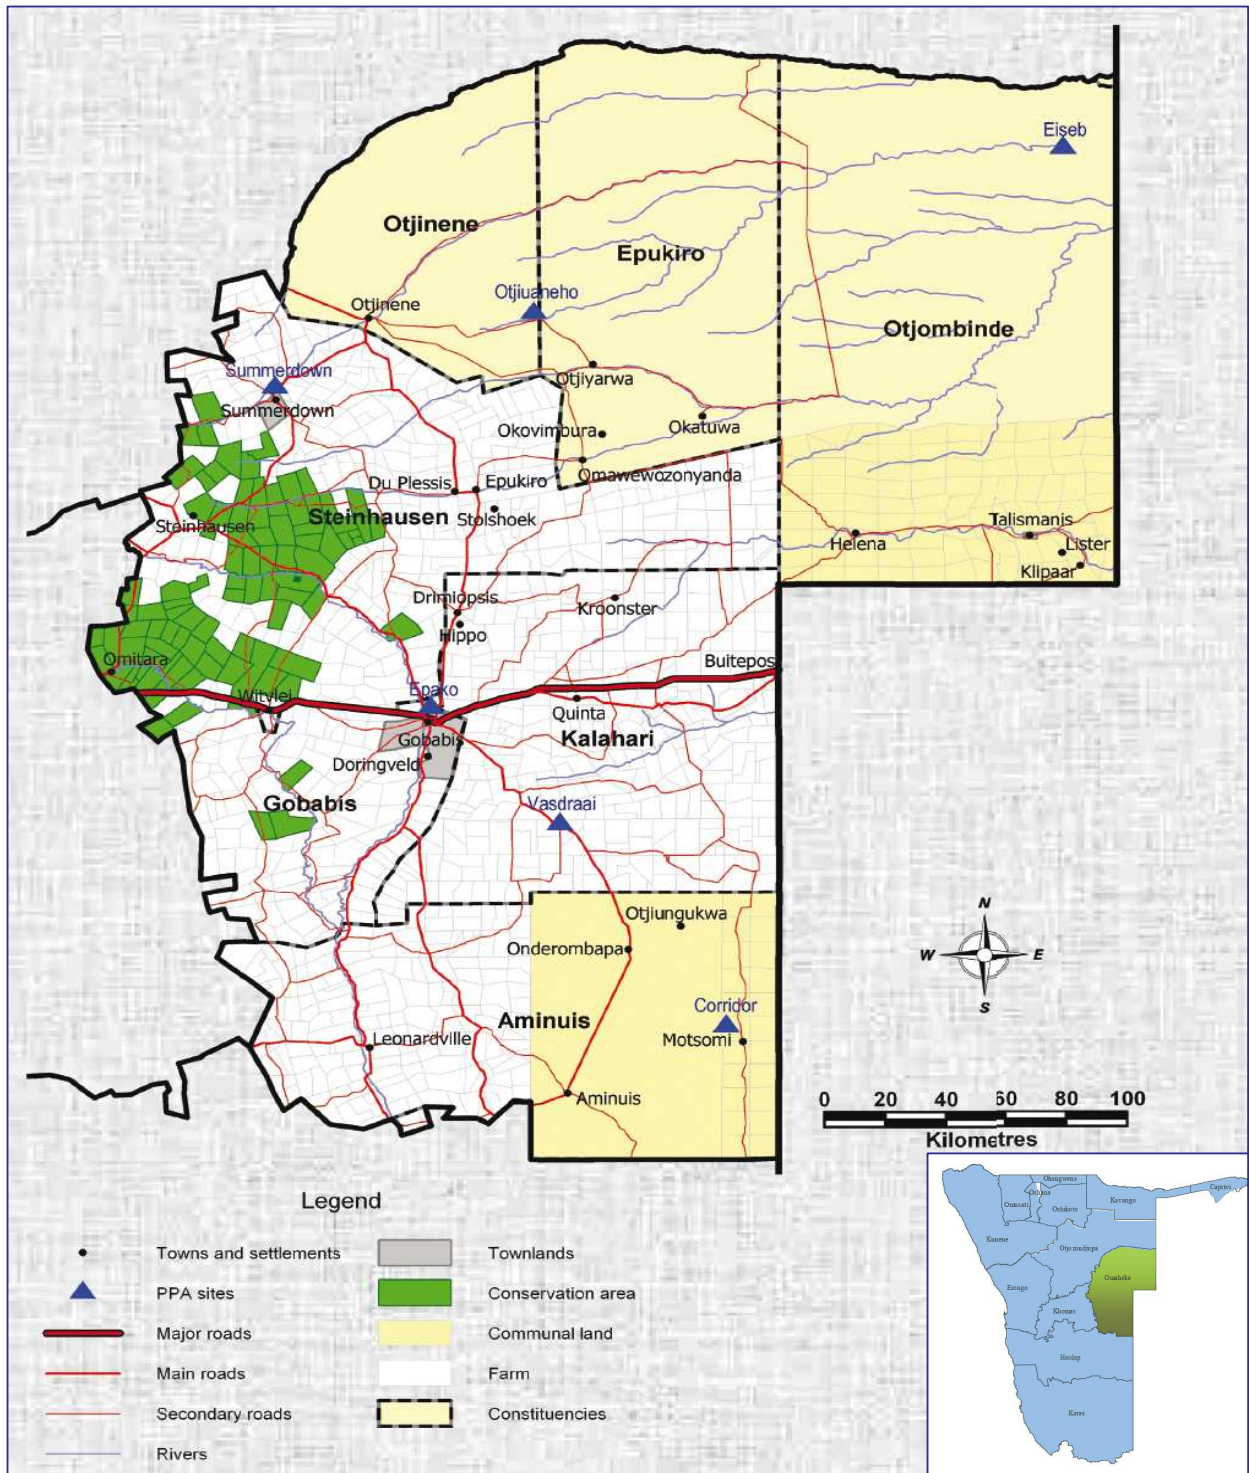 Eiseb
Otjinene
Epukiro
Otjiuaneho
Otjinene
Otjombinde
Summerdown
Otjiyarwa
Summerdown
Okovimbura
Okatuwa
Omawewozonyanda
Du Plessis
Epukiro
Steinhausen
Steinhausen
Stolshoek
Talismanis
Helena
Lister
Klipaar
Drimiopsis
Kroonster
Hippo
Omitara
Buitepos
Witvlei
Epako
Quinta
Gobabis
Kalahari
Doringveld
Gobabis
Vasdraai
Otjiungukwa
Onderombapa
Corridor
Aminuis
Leonardville
Motsomi
Aminuis
N
W
E
S
0 20 40 60 80 100
Kilometres
Legend
Towns and settlements
PPA sites
Major roads
Main roads
Secondary roads
Rivers
Townlands
Conservation area
Communal land
Farm
Constituencies
Ohangwena
Caprivi
Oshana
Omusati
Oshikoto
Kavango
Kunene
Otjozondjupa
Omaheke
Erongo
Khomas
Hardap
Karas